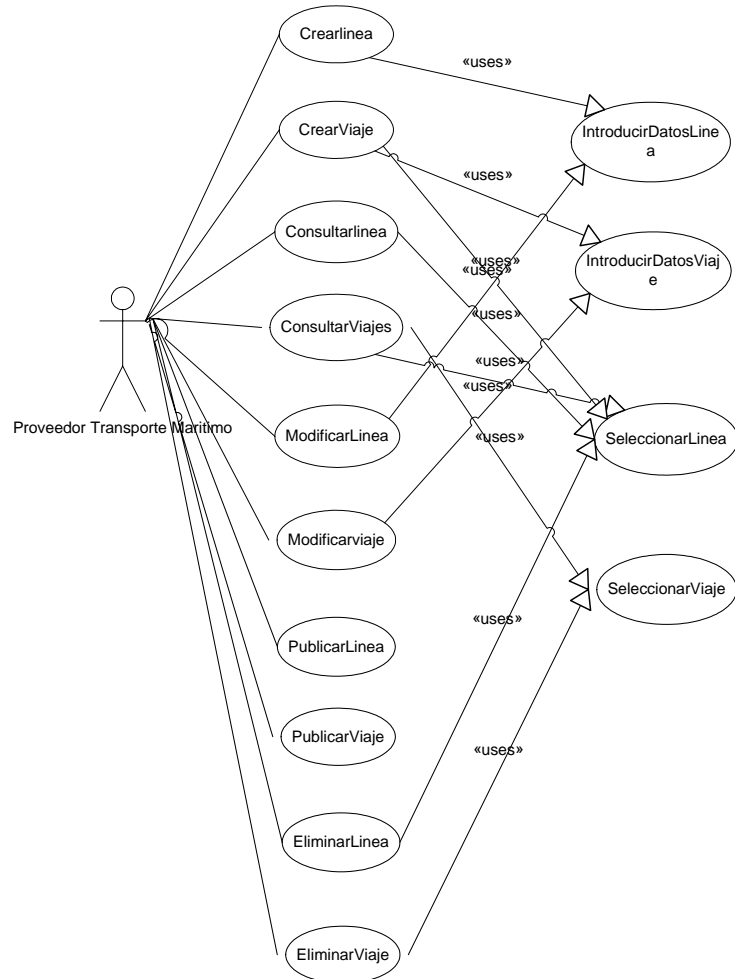 Crearlinea
«uses»
IntroducirDatosLine
a
CrearViaje
«uses»
Consultarlinea
«uses»
«uses»
IntroducirDatosViaj
e
ConsultarViajes
«uses»
«uses»
«uses»
Proveedor Transporte Maritimo
ModificarLinea
«uses»
SeleccionarLinea
Modificarviaje
SeleccionarViaje
«uses»
PublicarLinea
PublicarViaje
«uses»
EliminarLinea
EliminarViaje